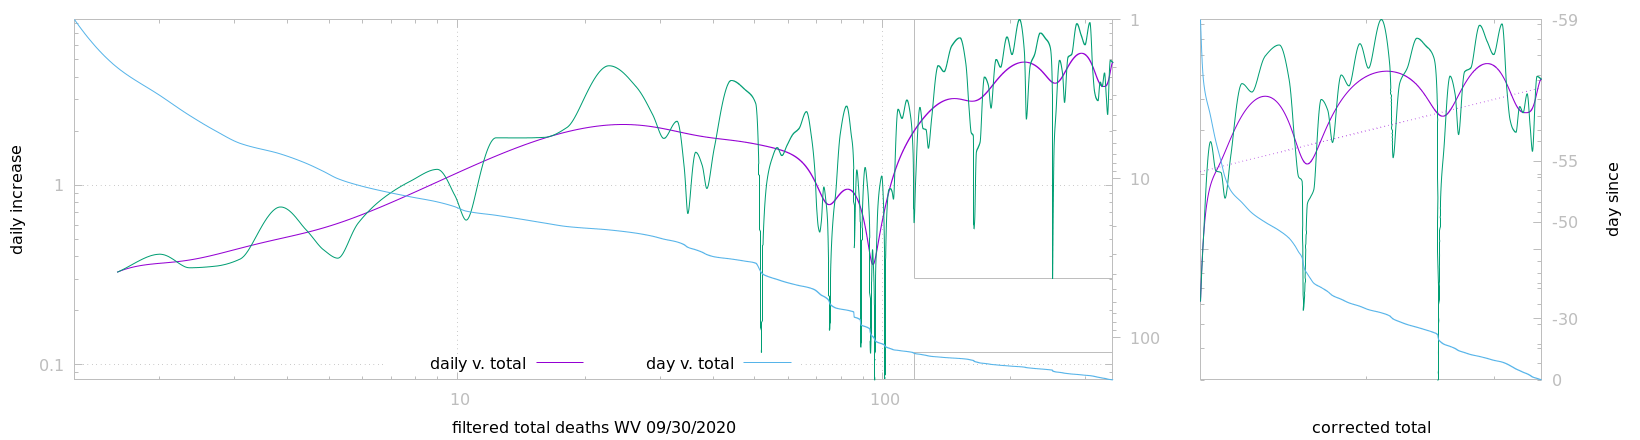 1
-59
daily increase
1
10
-55
-50
day since
-30
100
0.1
daily v. total
day v. total
0
10
100
filtered total deaths WV 09/30/2020
corrected total